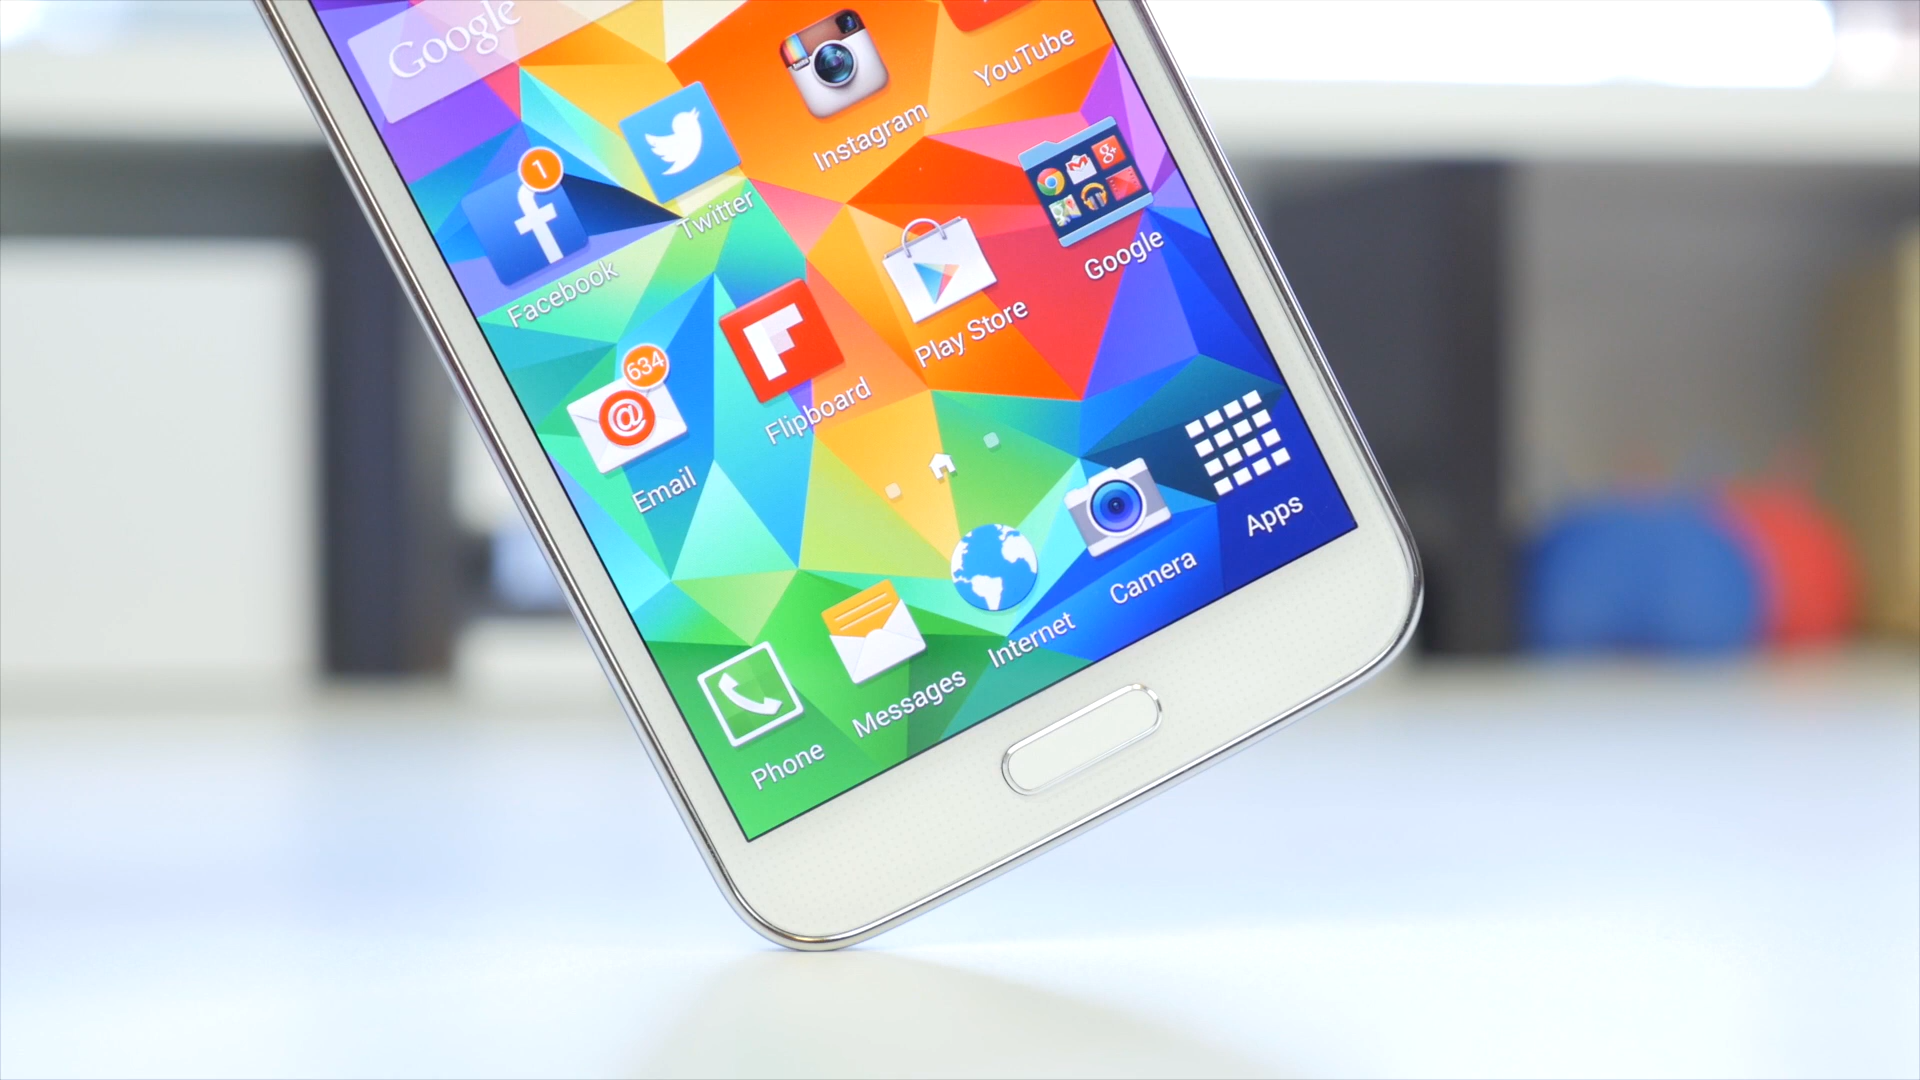 Google
YouTube
Instagram
Twitter
1
Facebook
Google
g+
Play Store
Flipboard
634
@
Email
Apps
Camera
Internet
Messages
Phone